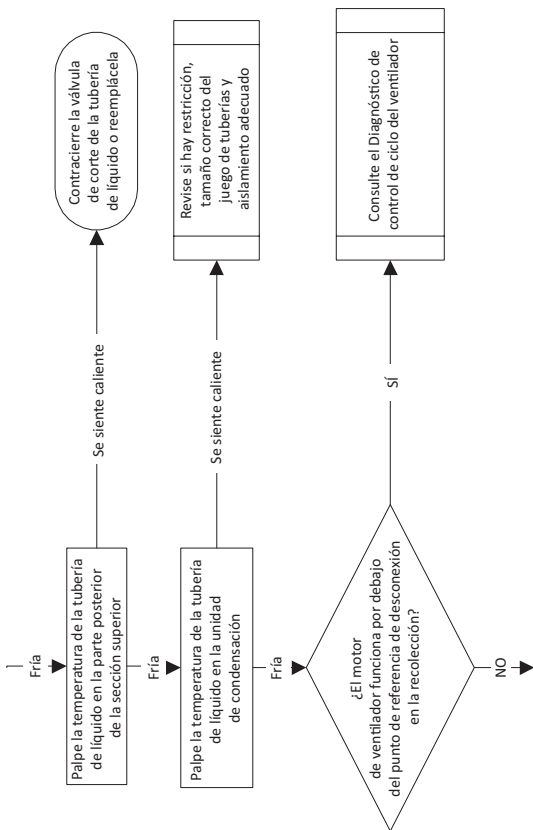 Fría
Palpe la temperatura de la tubería
de líquido en la parte posterior
de la sección superior
Se siente caliente
Contracierre la válvula
de corte de la tubería
de líquido o reemplácela
Fría
Palpe la temperatura de la tubería
de líquido en la unidad
de condensación
Se siente caliente
Revise si hay restricción,
tamaño correcto del
juego de tuberías y
aislamiento adecuado
Fría
¿El motor
de ventilador funciona por debajo
del punto de referencia de desconexión
en la recolección?
SÍ
Consulte el Diagnóstico de
control de ciclo del ventilador
NO